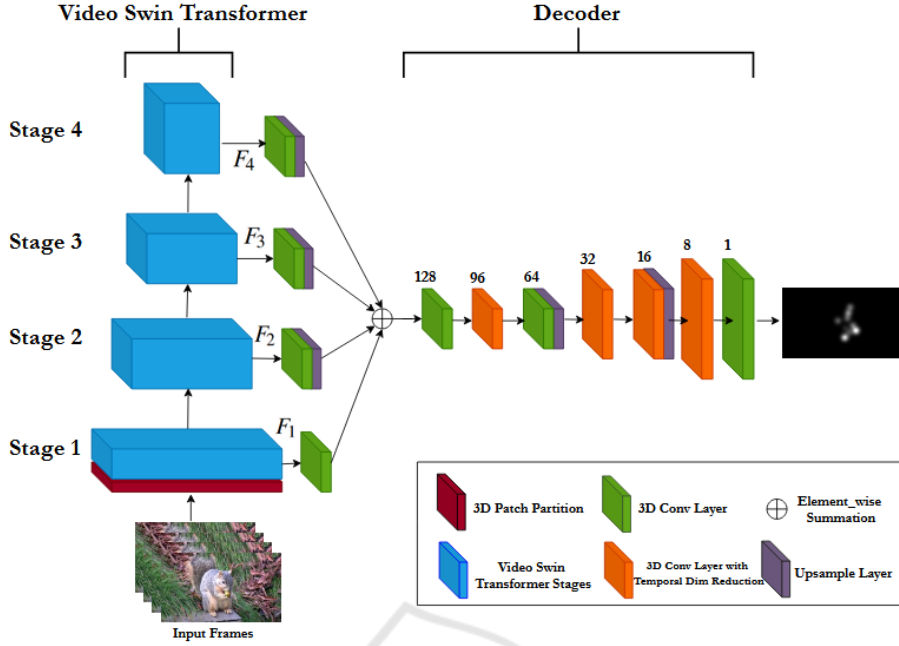 Video Swin Transformer
Decoder
Stage 4
F4
Stage 3
F3
Stage 2
F2
Stage 1
F1
128
96
64
32
16
8
1
Input Frames
3D Patch Partition
3D Conv Layer
Element_wise
Summation
Video Swin
Transformer Stages
3D Conv Layer with
Temporal Dim Reduction
Upsample Layer